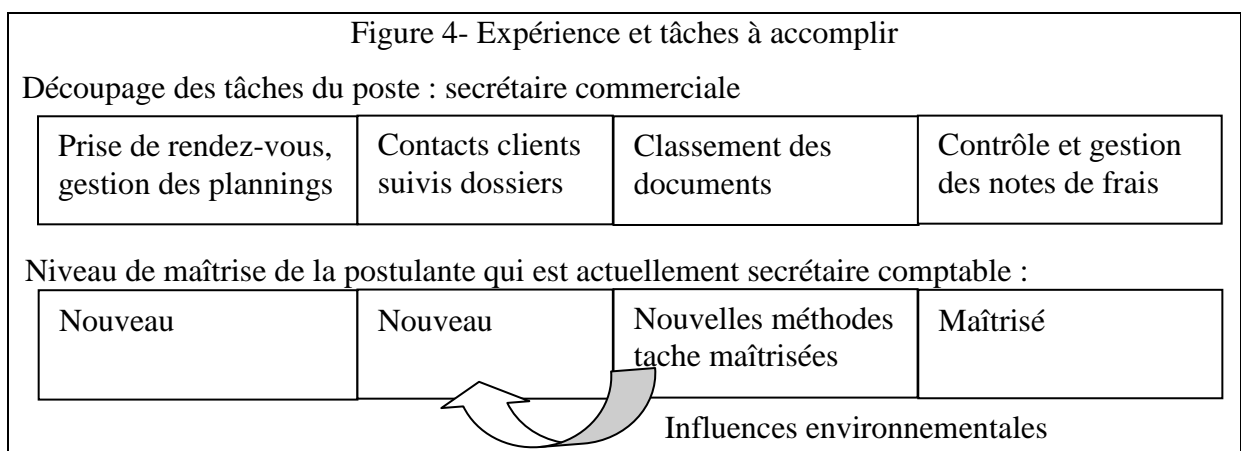 Figure 4- Expérience et tâches à accomplir
Découpage des tâches du poste : secrétaire commerciale
Prise de rendez-vous,
gestion des plannings
Contacts clients
suivis dossiers
Classement des
documents
Contrôle et gestion
des notes de frais
Niveau de maîtrise de la postulante qui est actuellement secrétaire comptable :
Nouveau
Nouveau
Nouvelles méthodes
tache maîtrisées
Maîtrisé
Influences environnementales